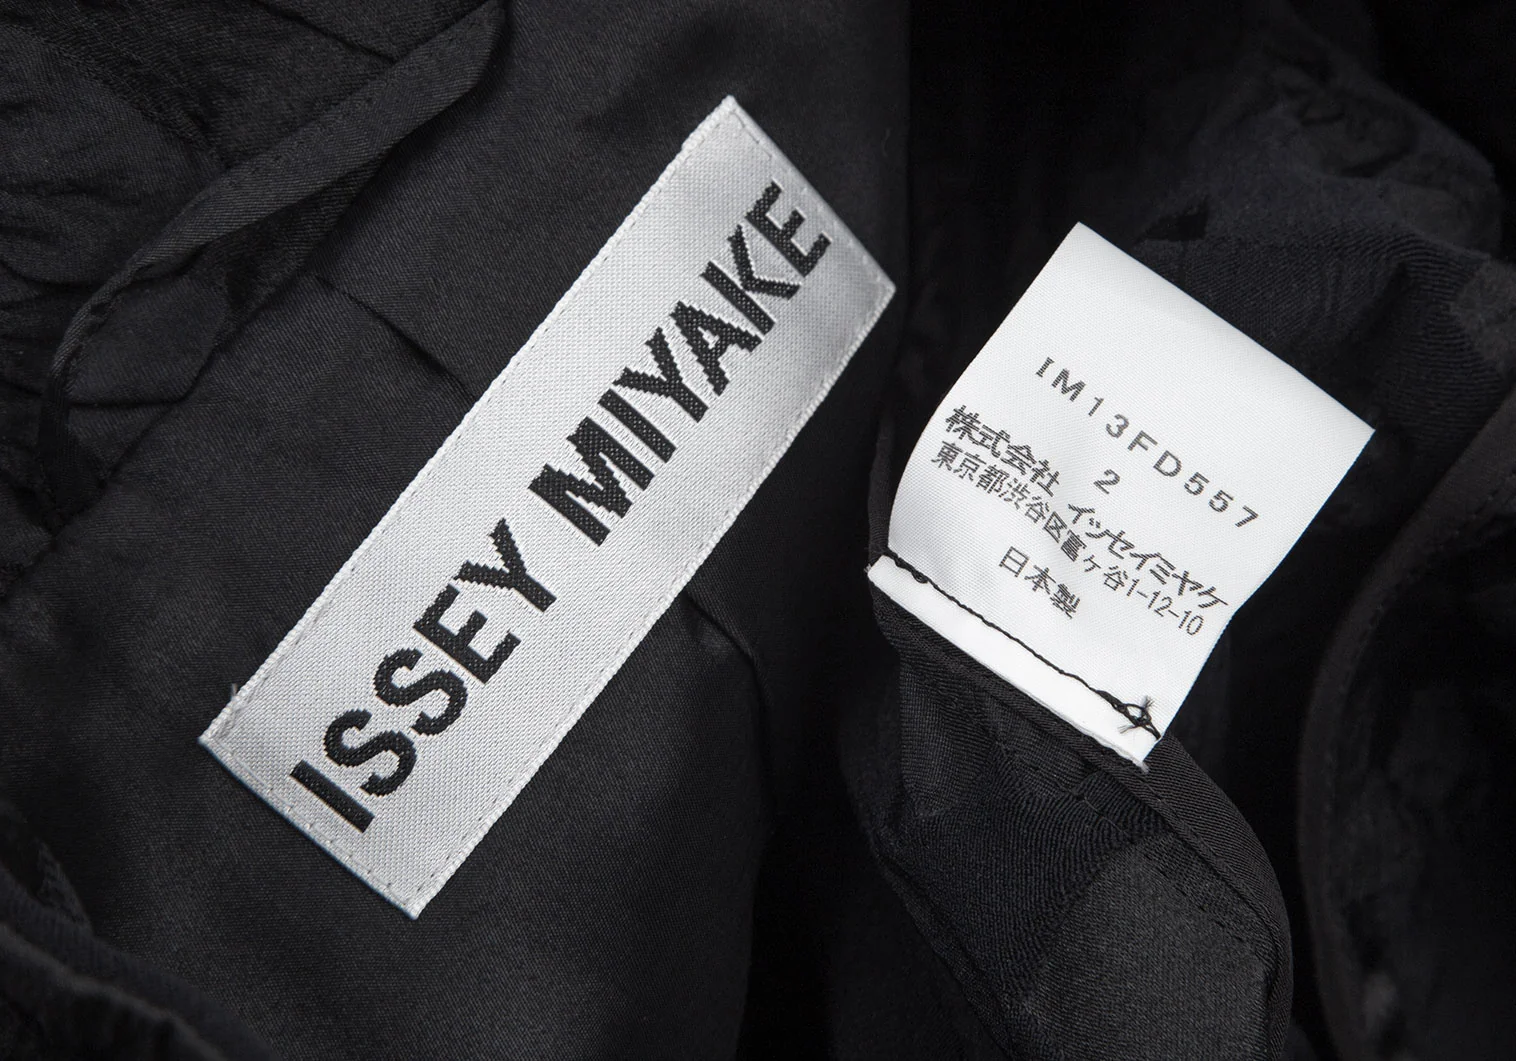 ISSEY MIYAKE
IM13FD557
2
株式会社 イッセイミヤケ
東京都渋谷区富ヶ谷1-12-10
日本製